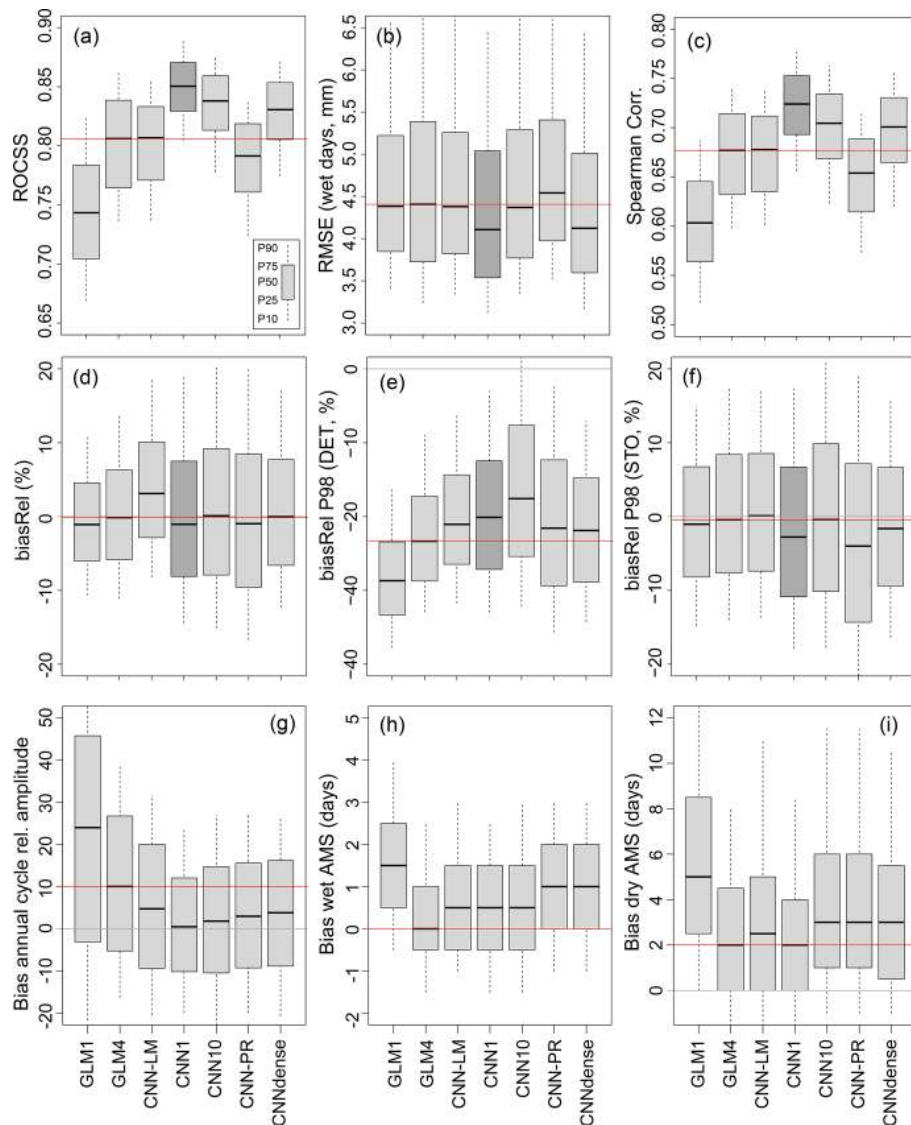 (a)
ROCSS
0.90
0.85
0.80
0.75
0.70
0.65
P90
P75
P50
P25
P10
(b)
RMSE (wet days, mm)
6.5
6.0
5.5
5.0
4.5
4.0
3.5
3.0
(c)
Spearman Corr.
0.80
0.75
0.70
0.65
0.60
0.55
0.50
(d)
biasRel (%)
20
10
0
-10
-20
(e)
biasRel P98 (DET, %)
0
-20
-40
(f)
biasRel P98 (STO, %)
20
10
0
-10
-20
(g)
Bias annual cycle rel. amplitude
50
40
30
20
10
0
-10
-20
(h)
Bias wet AMS (days)
5
4
3
2
1
0
-1
-2
(i)
Bias dry AMS (days)
12
10
8
6
4
2
0
GLM1
GLM4
CNN-LM
CNN1
CNN10
CNN-PR
CNNdense
GLM1
GLM4
CNN-LM
CNN1
CNN10
CNN-PR
CNNdense
GLM1
GLM4
CNN-LM
CNN1
CNN10
CNN-PR
CNNdense